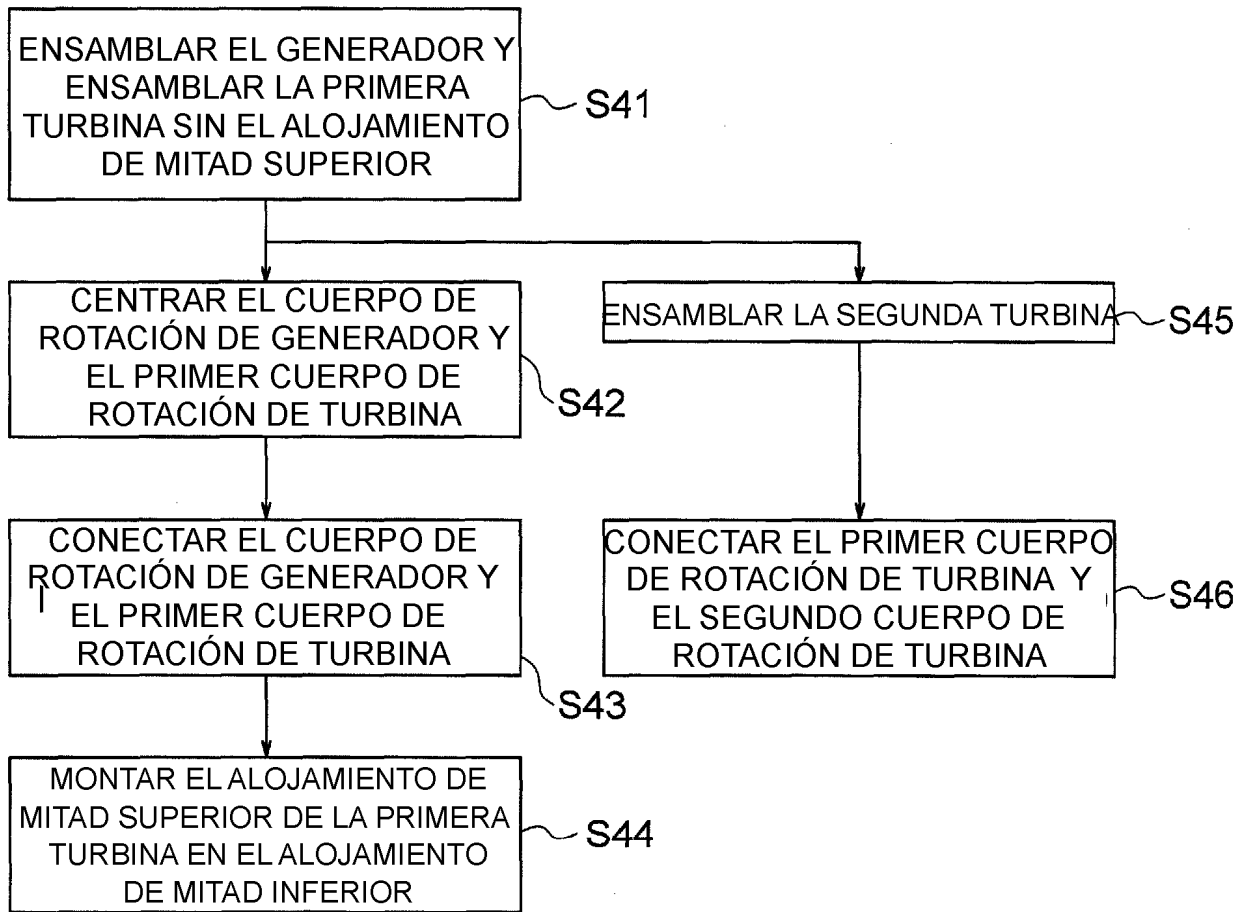 ENSAMBLAR EL GENERADOR Y
ENSAMBLAR LA PRIMERA
TURBINA SIN EL ALOJAMIENTO
DE MITAD SUPERIOR
S41
CENTRAR EL CUERPO DE
ROTACIÓN DE GENERADOR Y
EL PRIMER CUERPO DE
ROTACIÓN DE TURBINA
S42
ENSAMBLAR LA SEGUNDA TURBINA
S45
CONECTAR EL CUERPO DE
ROTACIÓN DE GENERADOR Y
EL PRIMER CUERPO DE
ROTACIÓN DE TURBINA
S43
CONECTAR EL PRIMER CUERPO
DE ROTACIÓN DE TURBINA Y
EL SEGUNDO CUERPO DE
ROTACIÓN DE TURBINA
S46
MONTAR EL ALOJAMIENTO DE
MITAD SUPERIOR DE LA PRIMERA
TURBINA EN EL ALOJAMIENTO
DE MITAD INFERIOR
S44